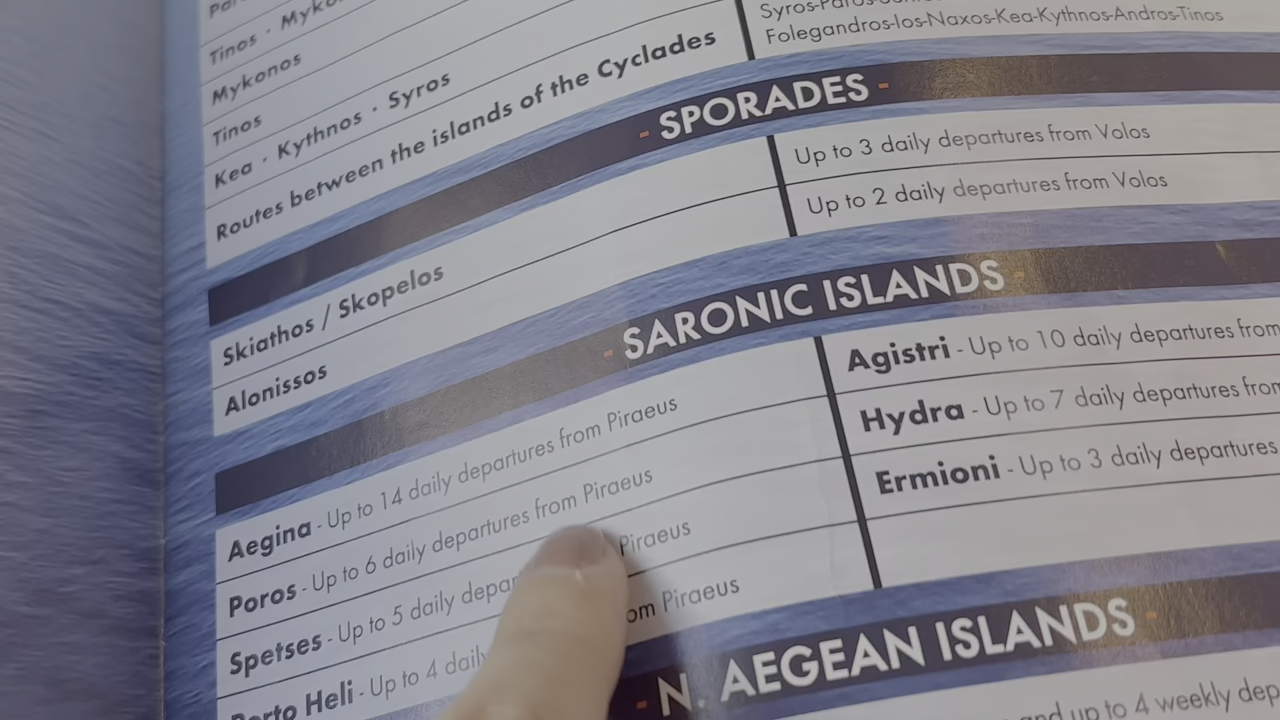 Tinos · Myko
Mykonos
Tinos
Kea · Kythnos · Syros
Routes between the islands of the Cyclades
Folegandros-Ios-Naxos-Kea-Kythnos-Andros-Tinos
- SPORADES -
Skiathos / Skopelos
Up to 3 daily departures from Volos
Alonissos
Up to 2 daily departures from Volos
- SARONIC ISLANDS -
Aegina - Up to 14 daily departures from Piraeus
Agistri - Up to 10 daily departures from
Poros - Up to 6 daily departures from Piraeus
Hydra - Up to 7 daily departures from
Spetses - Up to 5 daily depar Piraeus
Ermioni - Up to 3 daily departures
Porto Heli - Up to 4 daily om Piraeus
- N. AEGEAN ISLANDS -
and up to 4 weekly dep